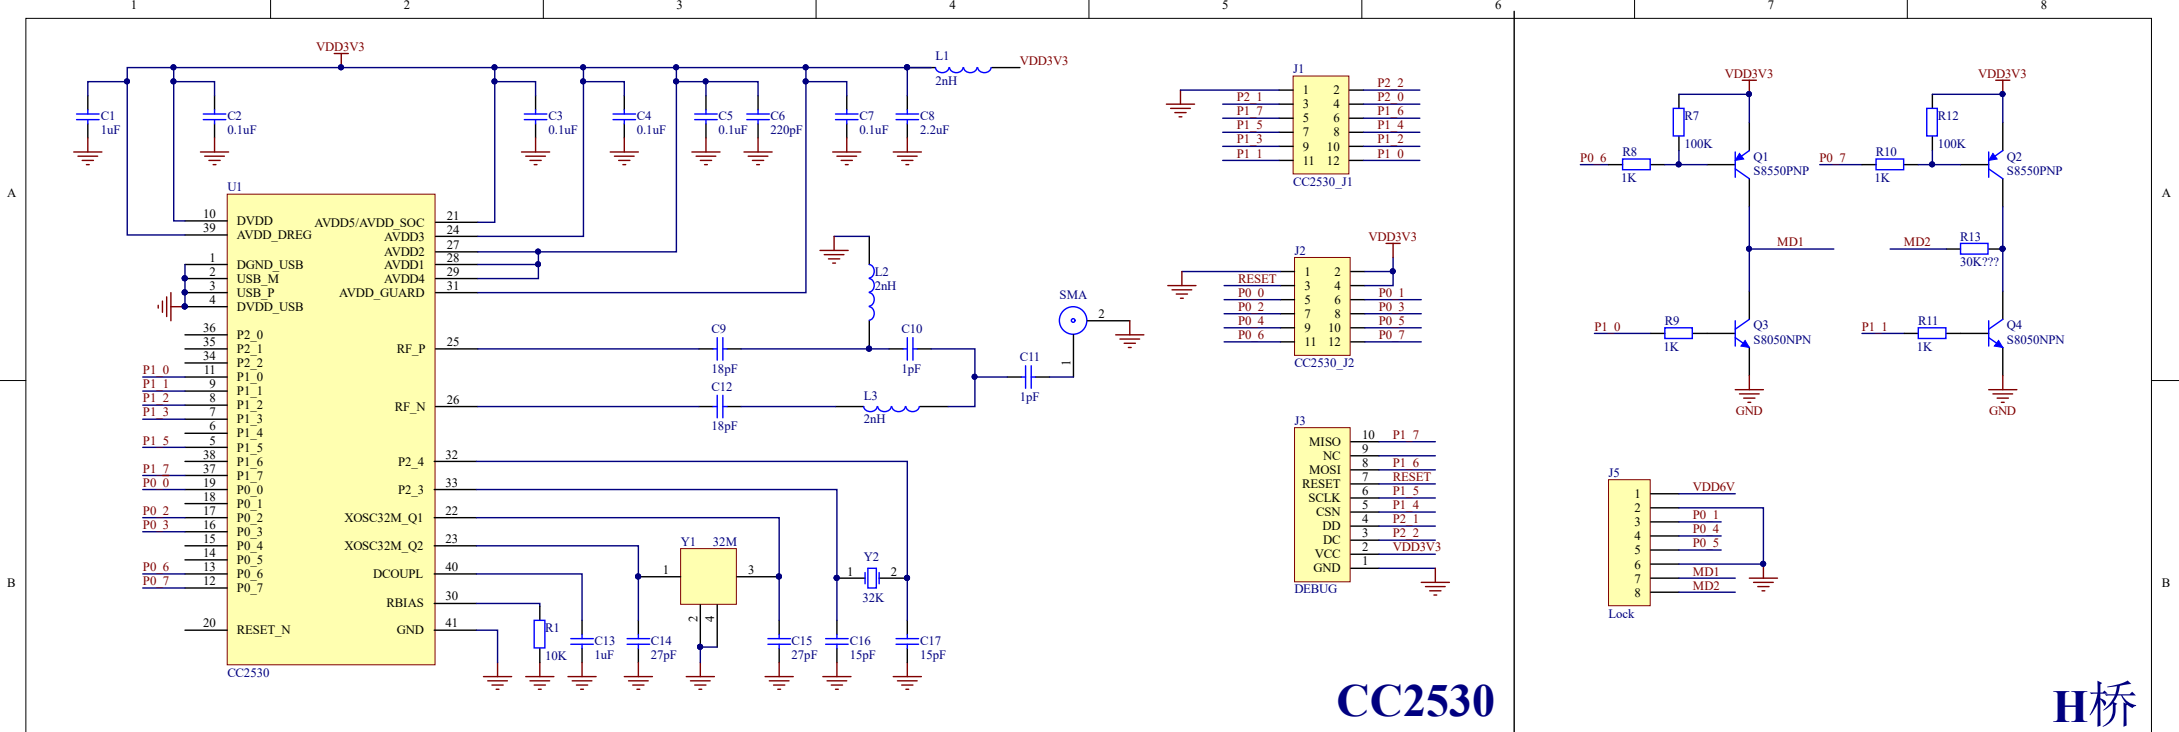 1 2 3 4 5 6 7 8
A
B
A
B
VDD3V3
L1
2nH
VDD3V3
C1
1uF
C2
0.1uF
C3
0.1uF
C4
0.1uF
C5
0.1uF
C6
220pF
C7
0.1uF
C8
2.2uF
U1
10 DVDD
39 AVDD_DREG
1 DGND_USB
2 USB_M
3 USB_P
4 DVDD_USB
36 P2_0
35 P2_1
34 P2_2
P1_0 11 P1_0
P1_1 9 P1_1
P1_2 8 P1_2
P1_3 7 P1_3
6 P1_4
P1_5 5 P1_5
38 P1_6
P1_7 37 P1_7
P0_0 19 P0_0
18 P0_1
P0_2 17 P0_2
P0_3 16 P0_3
15 P0_4
14 P0_5
P0_6 13 P0_6
P0_7 12 P0_7
20 RESET_N
AVDD5/AVDD_SOC 21
AVDD3 24
AVDD2 27
AVDD1 28
AVDD4 29
AVDD_GUARD 31
RF_P 25
RF_N 26
P2_4 32
P2_3 33
XOSC32M_Q1 22
XOSC32M_Q2 23
DCOUPL 40
RBIAS 30
GND 41
CC2530
L2
2nH
C9
18pF
C10
1pF
C12
18pF
L3
2nH
C11
1pF
SMA
2
1
R1
10K
C13
1uF
C14
27pF
Y1 32M
1 3
2 4
C15
27pF
Y2
1 2
32K
C16
15pF
C17
15pF
J1
1 2 P2_2
P2_1 3 4 P2_0
P1_7 5 6 P1_6
P1_5 7 8 P1_4
P1_3 9 10 P1_2
P1_1 11 12 P1_0
CC2530_J1
VDD3V3
J2
1 2
RESET 3 4
P0_0 5 6 P0_1
P0_2 7 8 P0_3
P0_4 9 10 P0_5
P0_6 11 12 P0_7
CC2530_J2
J3
MISO 10 P1_7
NC 9
MOSI 8 P1_6
RESET 7 RESET
SCLK 6 P1_5
CSN 5 P1_4
DD 4 P2_1
DC 3 P2_2
VCC 2 VDD3V3
GND 1
DEBUG
CC2530
VDD3V3
R7
100K
P0_6
R8
1K
Q1
S8550PNP
MD1
P1_0
R9
1K
Q3
S8050NPN
GND
VDD3V3
R12
100K
P0_7
R10
1K
Q2
S8550PNP
MD2
R13
30K???
P1_1
R11
1K
Q4
S8050NPN
GND
J5
1 VDD6V
2
3 P0_1
4 P0_4
5 P0_5
6
7 MD1
8 MD2
Lock
H桥